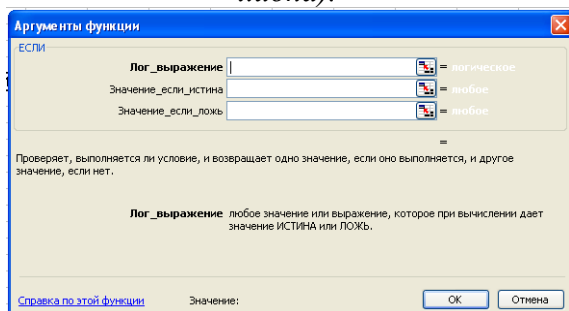 Аргументы функции
ЕСЛИ
Лог_выражение = логическое
Значение_если_истина = любое
Значение_если_ложь = любое
=
Проверяет, выполняется ли условие, и возвращает одно значение, если оно выполняется, и другое
значение, если нет.
Лог_выражение любое значение или выражение, которое при вычислении дает
значение ИСТИНА или ЛОЖЬ.
Справка по этой функции Значение: ОК Отмена